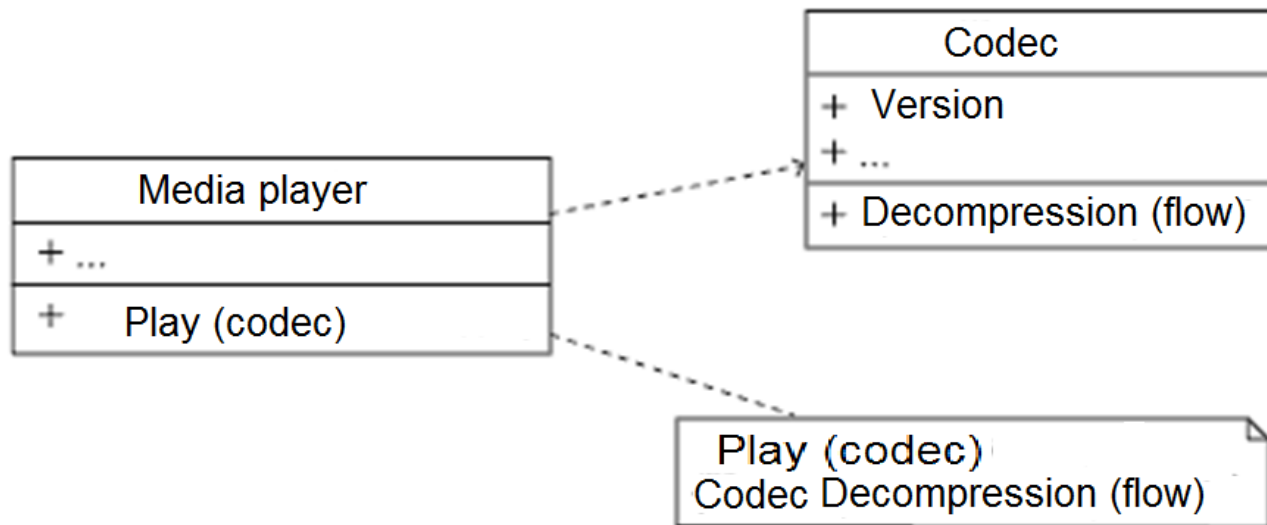 Codec
+ Version
+ ...
+ Decompression (flow)
Media player
+ ...
+ Play (codec)
Play (codec)
Codec Decompression (flow)